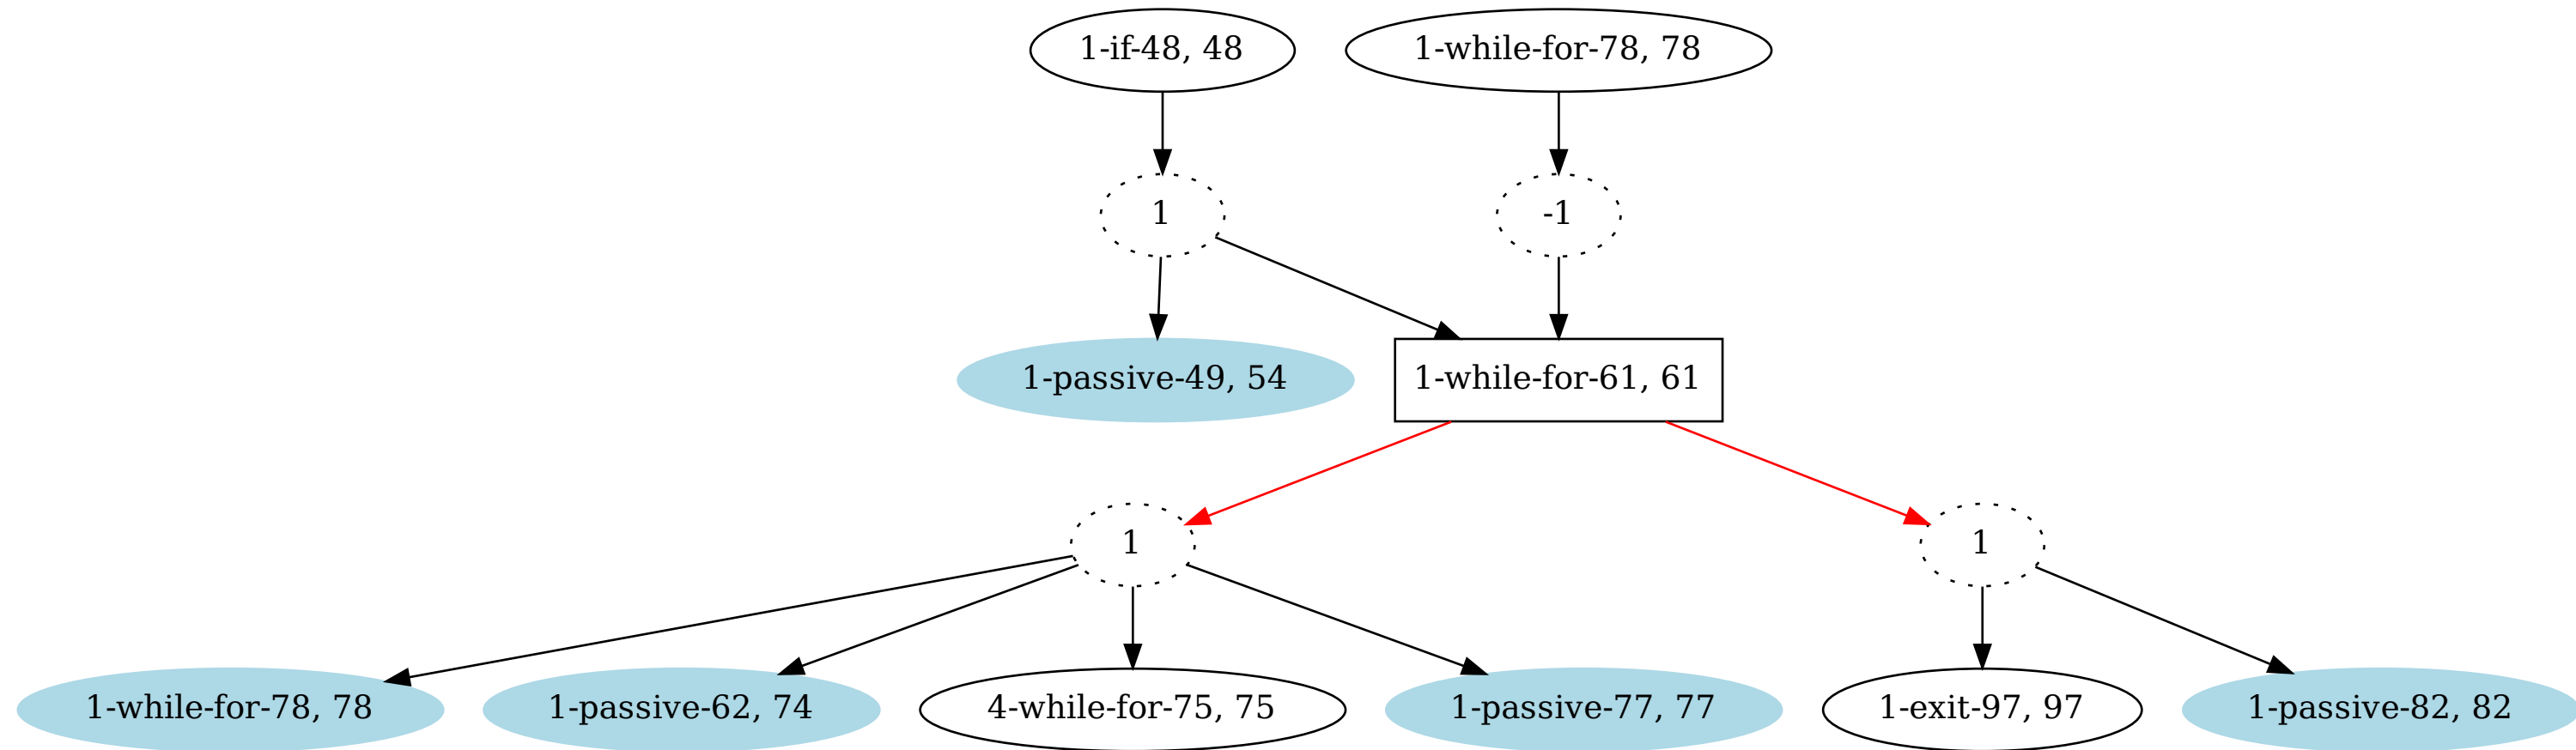 1-if-48, 48
1-while-for-78, 78
1
-1
1-passive-49, 54
1-while-for-61, 61
1
1
1-while-for-78, 78
1-passive-62, 74
4-while-for-75, 75
1-passive-77, 77
1-exit-97, 97
1-passive-82, 82